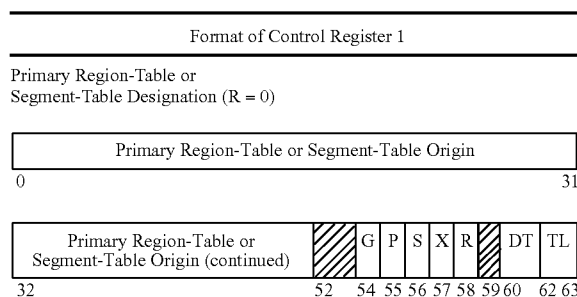 Format of Control Register 1
Primary Region-Table or
Segment-Table Designation (R = 0)
Primary Region-Table or Segment-Table Origin
0 31
Primary Region-Table or
Segment-Table Origin (continued)
G P S X R DT TL
32 52 54 55 56 57 58 59 60 62 63